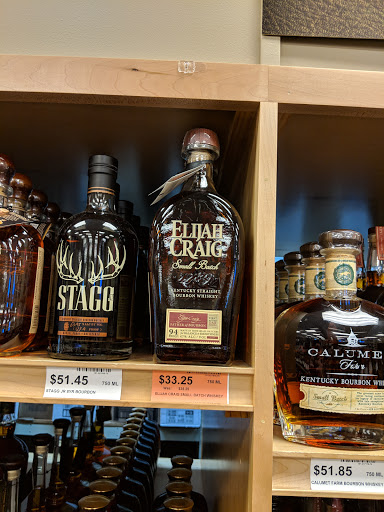 STAGG
ELIJAH
CRAIG
Small Batch
KENTUCKY STRAIGHT
BOURBON WHISKEY
94
CALUMET
Farm
KENTUCKY BOURBON WHISKEY
Small Batch
$51.45 750 ML
STAGG JR KYR BOURBON
$33.25 750 ML
ELIJAH CRAIG SMALL BATCH WHISKEY
$51.85 750 ML
CALUMET FARM BOURBON WHISKEY